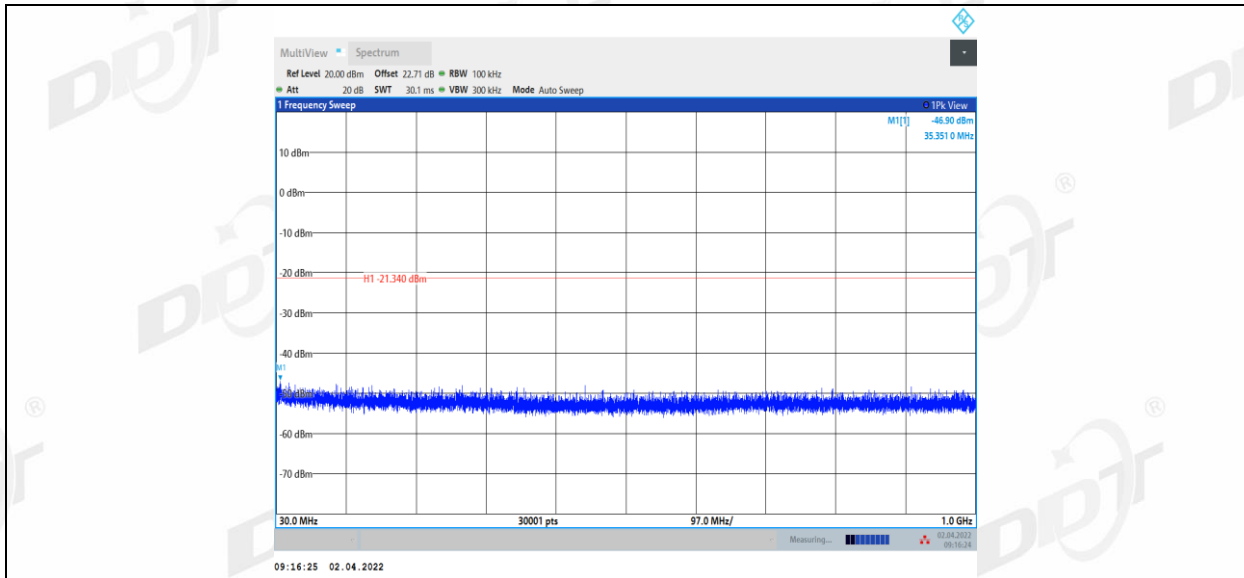 MultiView Spectrum
Ref Level 20.00 dBm Offset 22.71 dB RBW 100 kHz
Att 20 dB SWT 30.1 ms VBW 300 kHz Mode Auto Sweep
1 Frequency Sweep 1Pk View
M1[1] -46.90 dBm
35.351 0 MHz
10 dBm
0 dBm
-10 dBm
-20 dBm
H1 -21.340 dBm
-30 dBm
-40 dBm
M1
-50 dBm
-60 dBm
-70 dBm
30.0 MHz 30001 pts 97.0 MHz/ 1.0 GHz
Measuring... 02.04.2022
09:16:24
09:16:25 02.04.2022
DDT ®